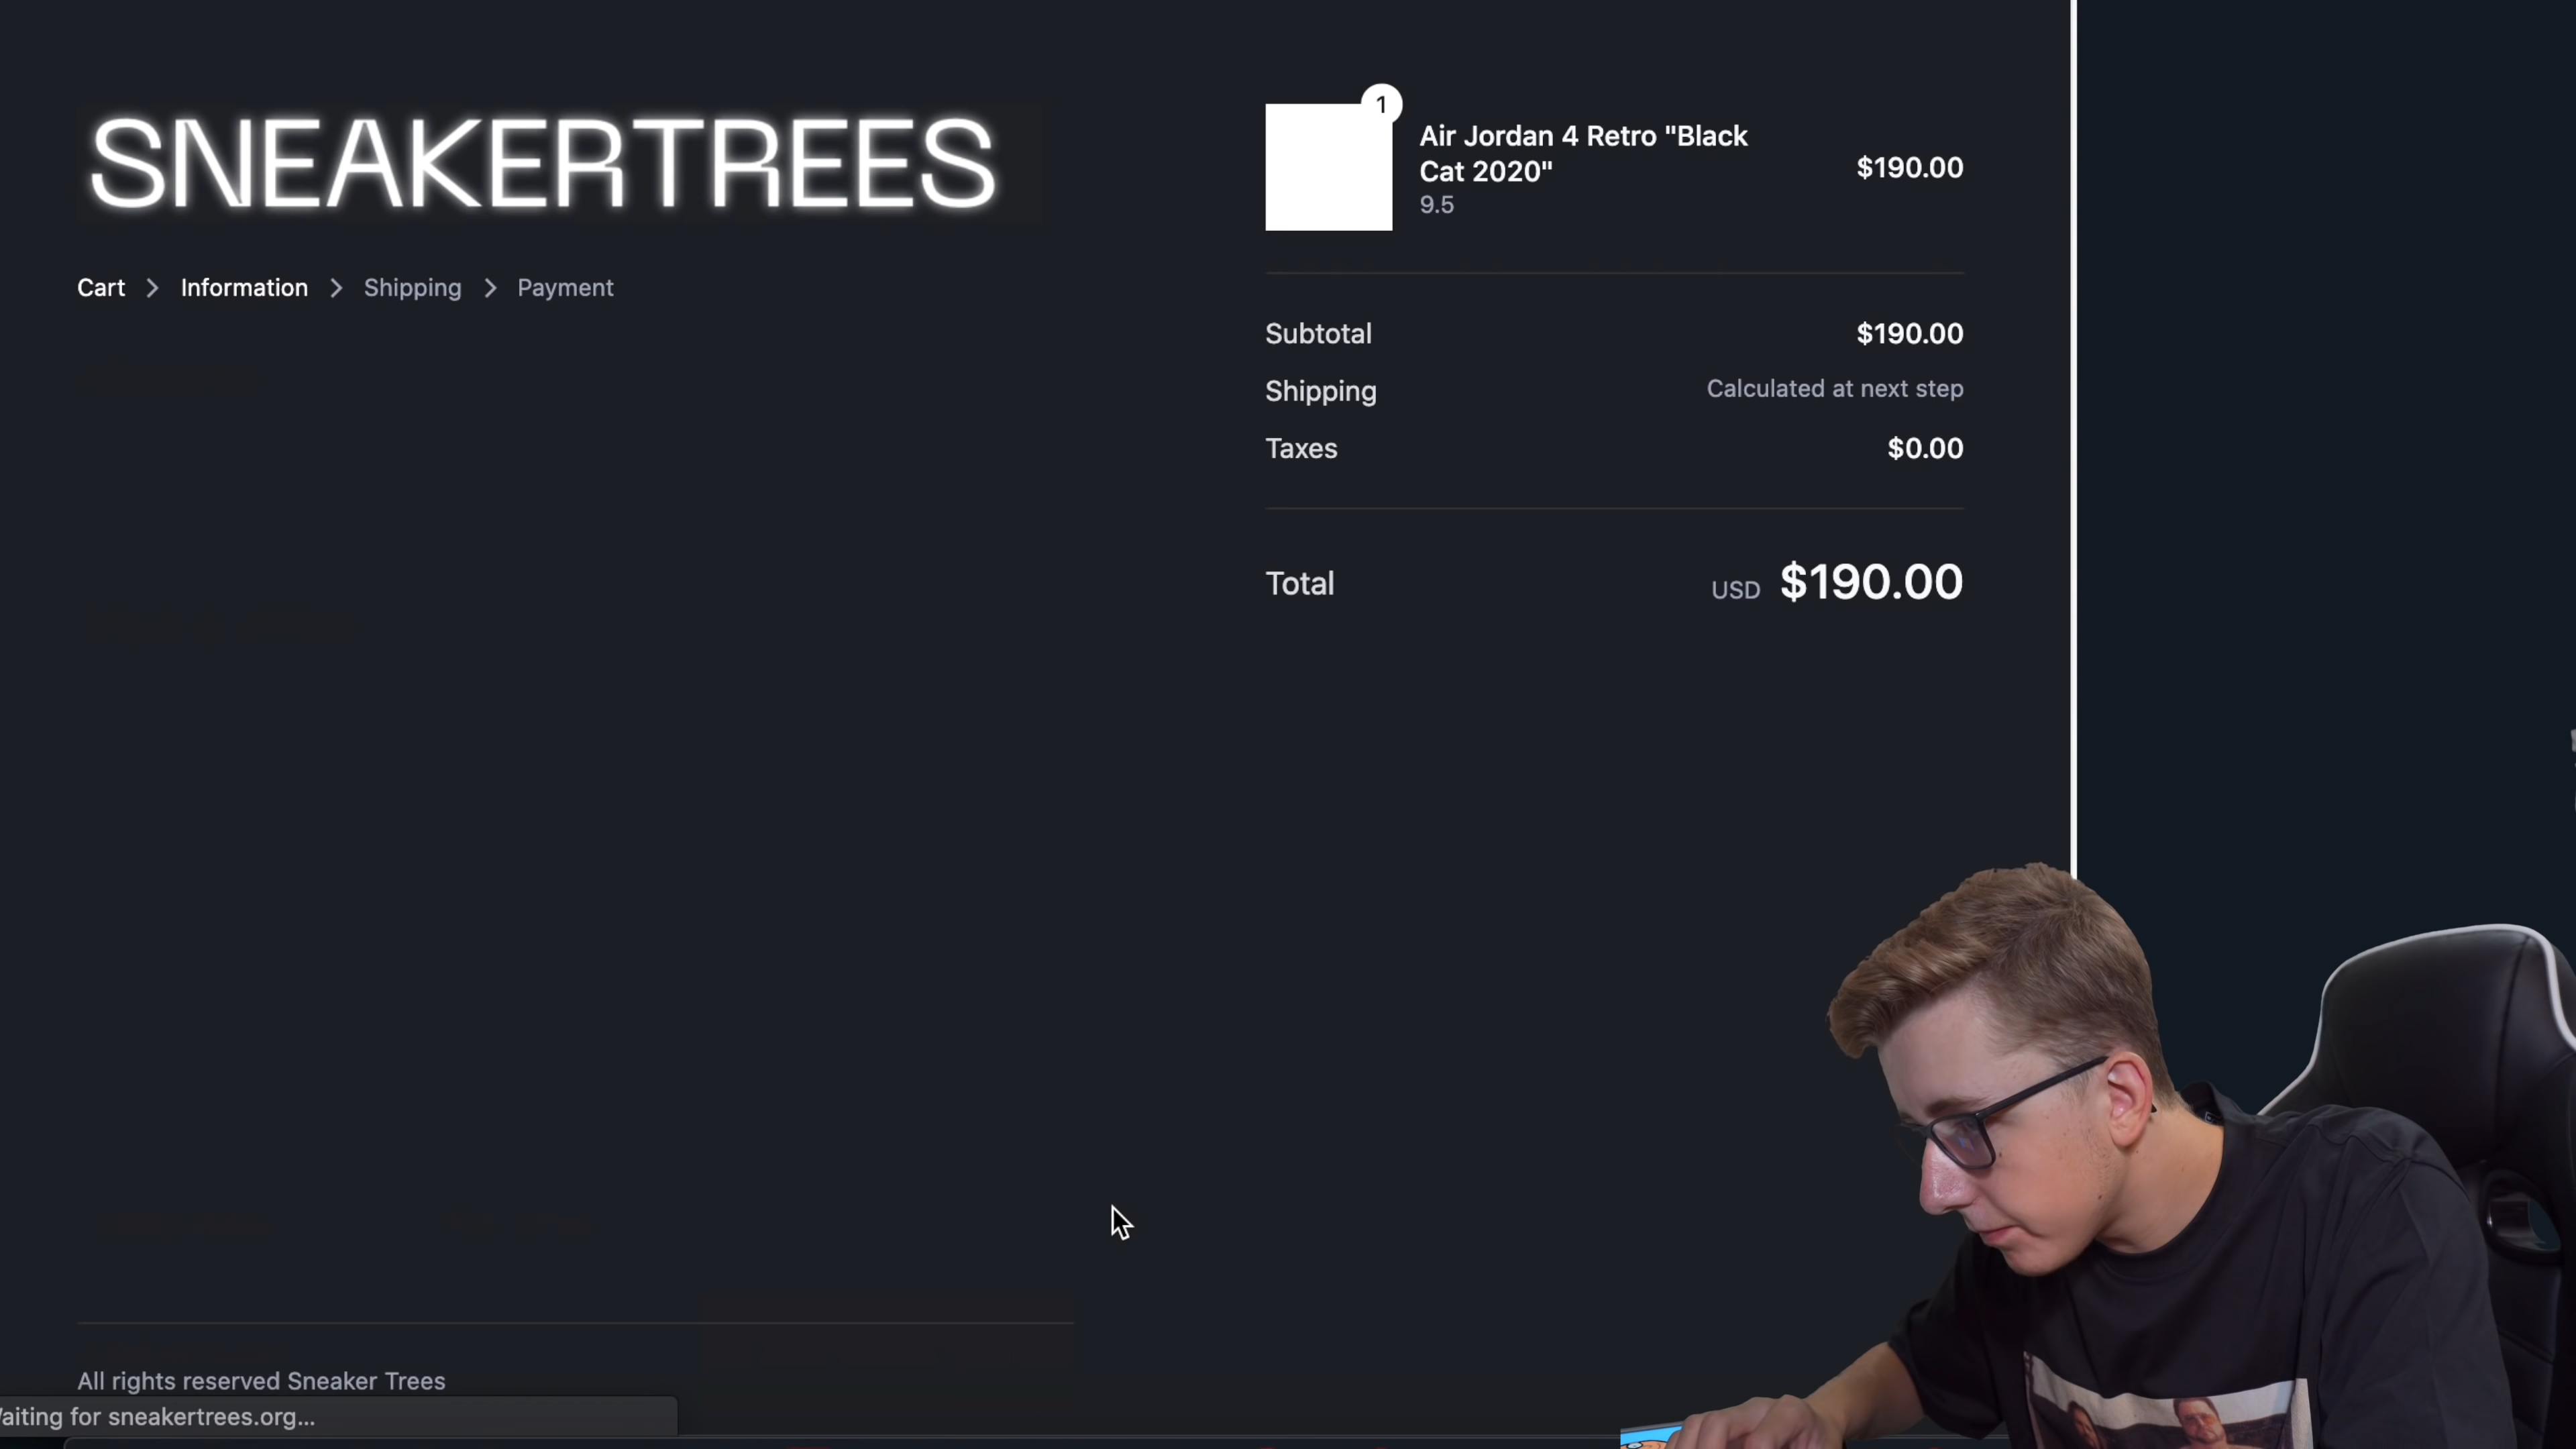 SNEAKERTREES
Cart > Information > Shipping > Payment
1
Air Jordan 4 Retro "Black
Cat 2020"
9.5
$190.00
Subtotal $190.00
Shipping Calculated at next step
Taxes $0.00
Total USD $190.00
All rights reserved Sneaker Trees
aiting for sneakertrees.org...